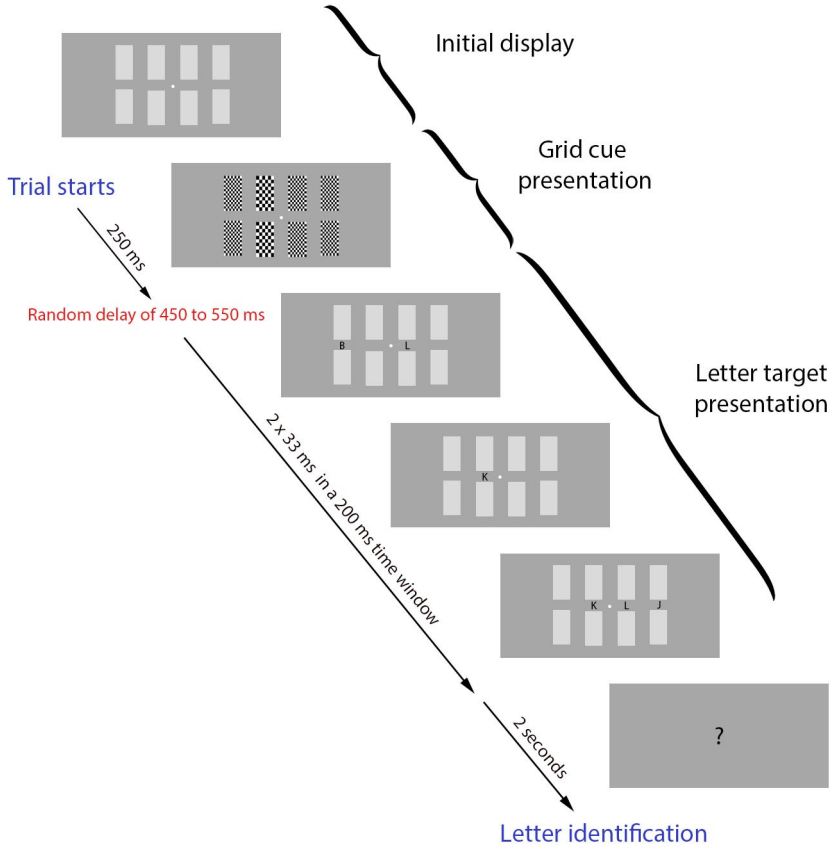 Initial display
Grid cue
presentation
Trial starts
250 ms
Random delay of 450 to 550 ms
B L
Letter target
presentation
2 x 33 ms in a 200 ms time window
K
K L J
2 seconds
?
Letter identification